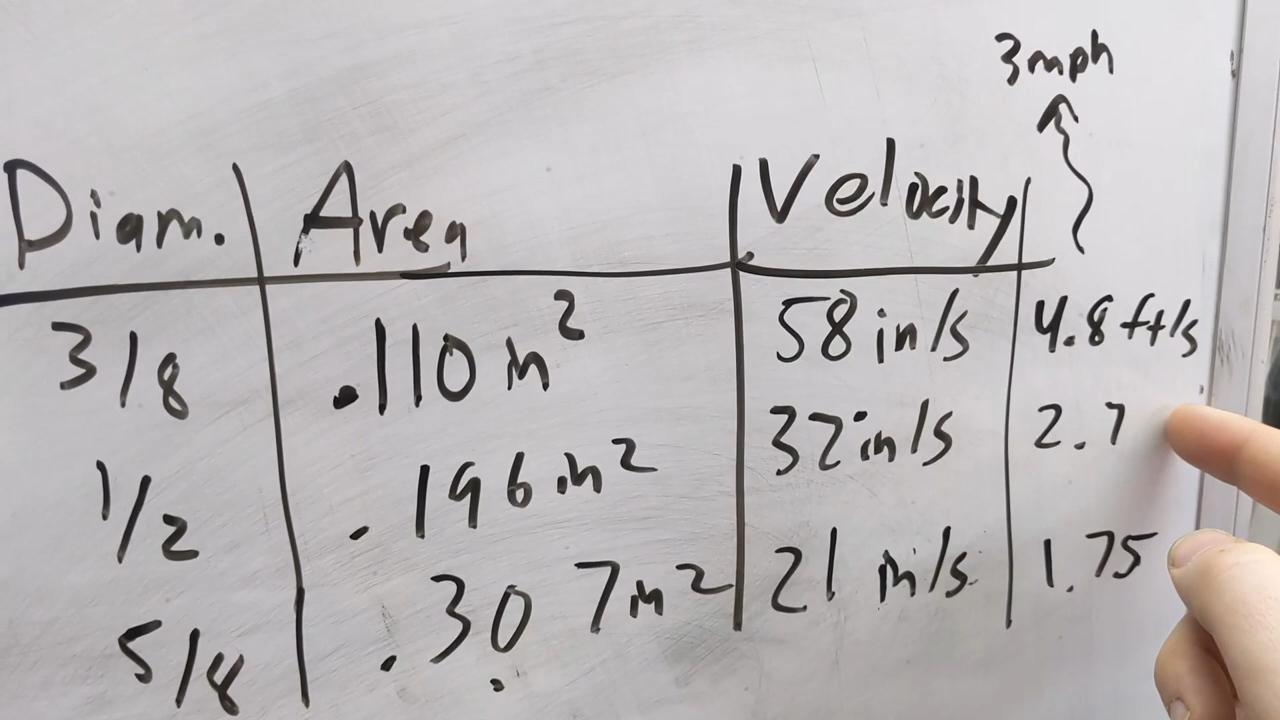 3mph
Diam. Area Velocity
3/8 .110 in² 58 in/s 4.8 ft/s
1/2 .196 in² 32 in/s 2.7
5/8 .307 in² 21 in/s 1.75